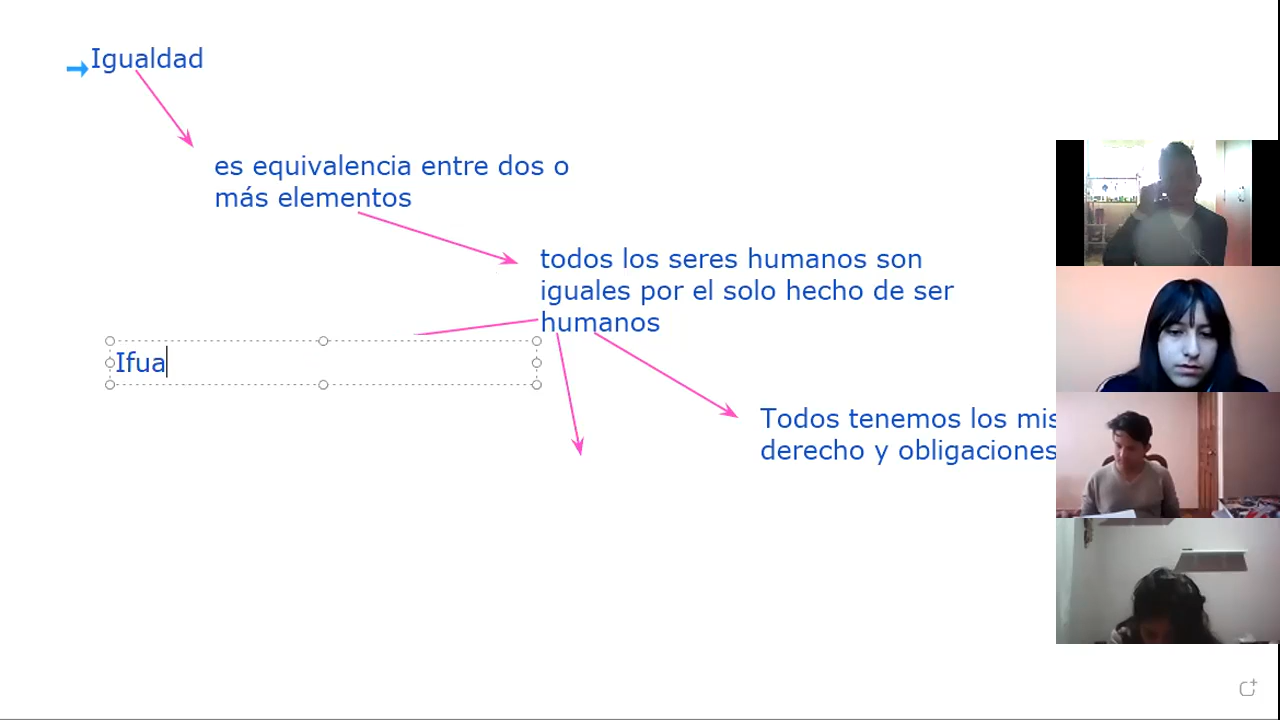 Igualdad
es equivalencia entre dos o
más elementos
todos los seres humanos son
iguales por el solo hecho de ser
humanos
Ifua
Todos tenemos los mis
derecho y obligaciones